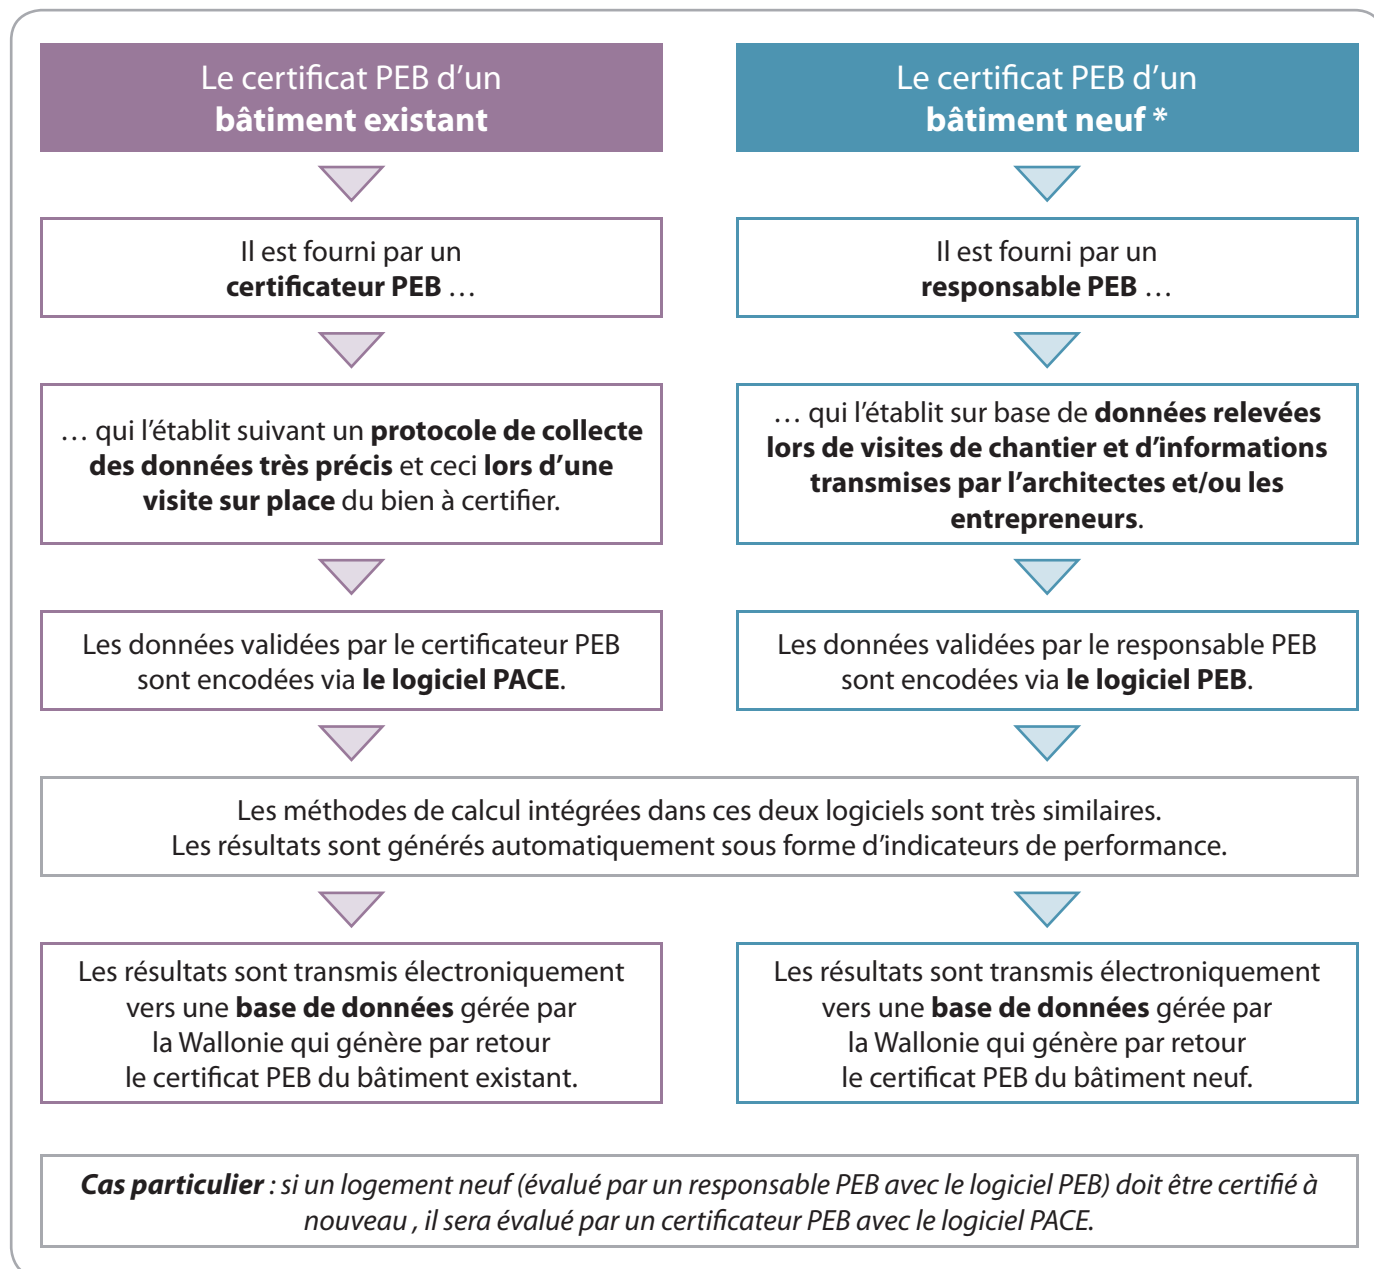 Le certificat PEB d’un
bâtiment existant
Il est fourni par un
certificateur PEB …
… qui l’établit suivant un protocole de collecte
des données très précis et ceci lors d’une
visite sur place du bien à certifier.
Les données validées par le certificateur PEB
sont encodées via le logiciel PACE.
Le certificat PEB d’un
bâtiment neuf *
Il est fourni par un
responsable PEB …
… qui l’établit sur base de données relevées
lors de visites de chantier et d’informations
transmises par l’architectes et/ou les
entrepreneurs.
Les données validées par le responsable PEB
sont encodées via le logiciel PEB.
Les méthodes de calcul intégrées dans ces deux logiciels sont très similaires.
Les résultats sont générés automatiquement sous forme d’indicateurs de performance.
Les résultats sont transmis électroniquement
vers une base de données gérée par
la Wallonie qui génère par retour
le certificat PEB du bâtiment existant.
Les résultats sont transmis électroniquement
vers une base de données gérée par
la Wallonie qui génère par retour
le certificat PEB du bâtiment neuf.
Cas particulier : si un logement neuf (évalué par un responsable PEB avec le logiciel PEB) doit être certifié à
nouveau , il sera évalué par un certificateur PEB avec le logiciel PACE.